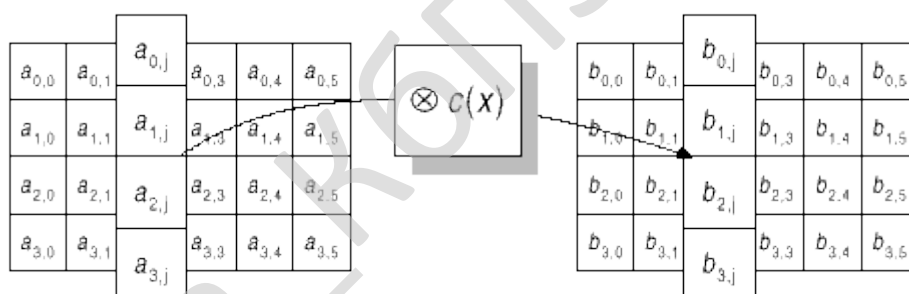 a0,0 a0,1 a0,j a0,3 a0,4 a0,5
a1,0 a1,1 a1,j a1,3 a1,4 a1,5
a2,0 a2,1 a2,j a2,3 a2,4 a2,5
a3,0 a3,1 a3,j a3,3 a3,4 a3,5
⊗ c(x)
b0,0 b0,1 b0,j b0,3 b0,4 b0,5
b1,0 b1,1 b1,j b1,3 b1,4 b1,5
b2,0 b2,1 b2,j b2,3 b2,4 b2,5
b3,0 b3,1 b3,j b3,3 b3,4 b3,5